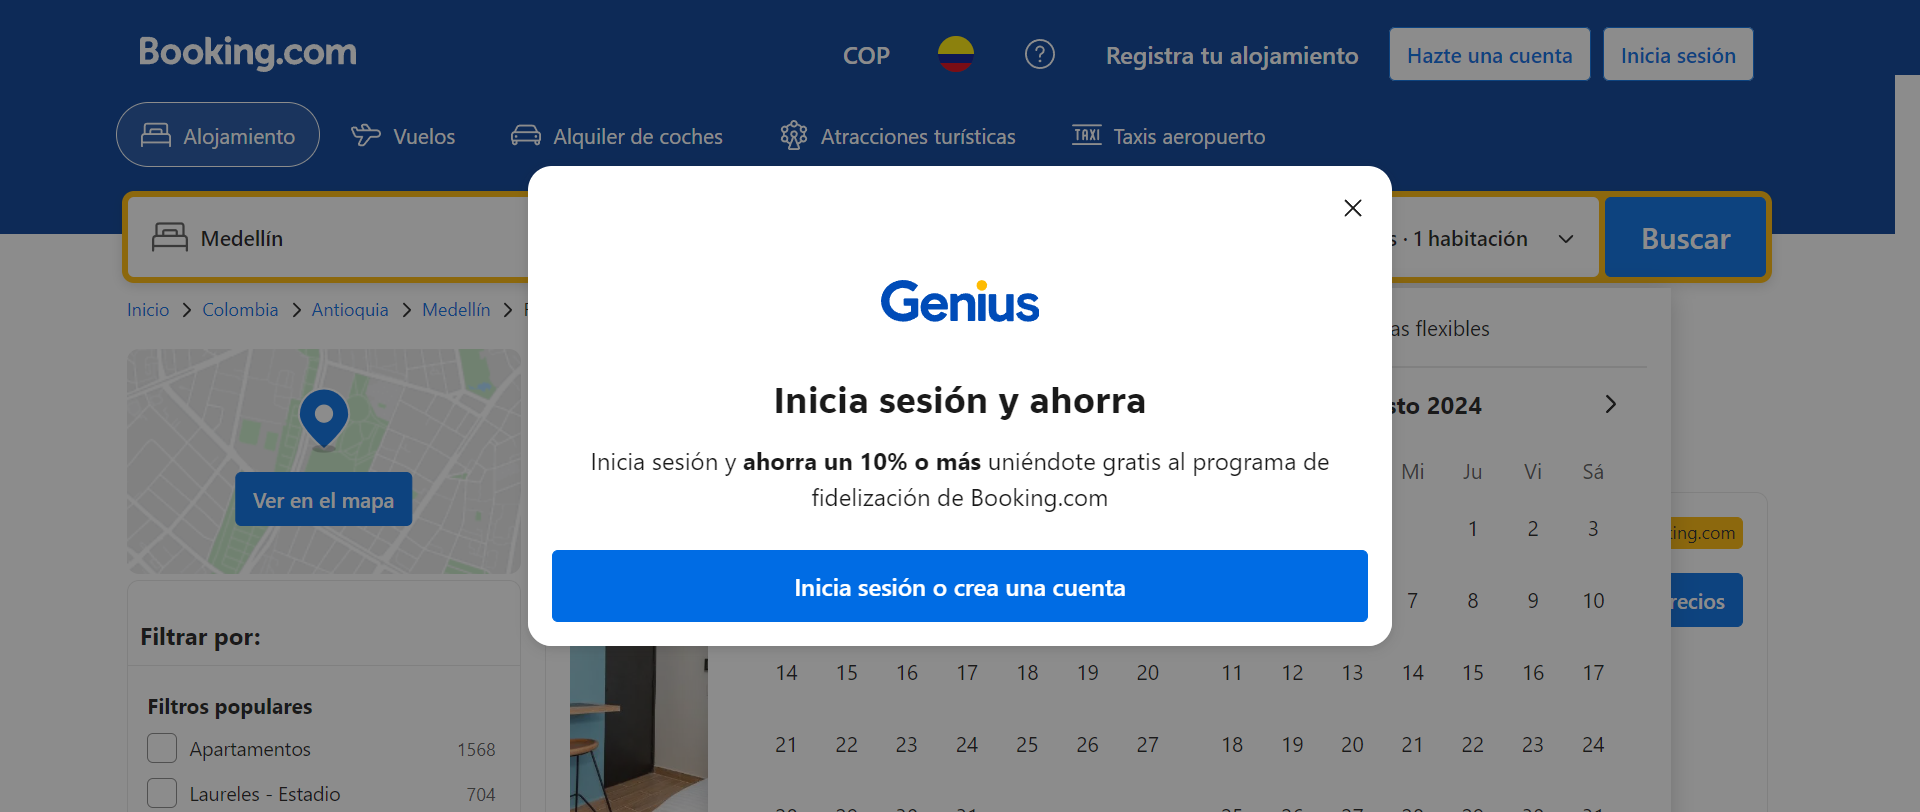 Booking.com
COP
Registra tu alojamiento
Hazte una cuenta
Inicia sesión
Alojamiento
Vuelos
Alquiler de coches
Atracciones turísticas
TAXI Taxis aeropuerto
Medellín
· 1 habitación
Buscar
Inicio
Colombia
Antioquia
Medellín
Genius
Inicia sesión y ahorra
Inicia sesión y ahorra un 10% o más uniéndote gratis al programa de
fidelización de Booking.com
Inicia sesión o crea una cuenta
flexibles
2024
Mi Ju Vi Sá
1 2 3
7 8 9 10
14 15 16 17 18 19 20
11 12 13 14 15 16 17
21 22 23 24 25 26 27
18 19 20 21 22 23 24
Ver en el mapa
Filtrar por:
Filtros populares
Apartamentos 1568
Laureles - Estadio 704